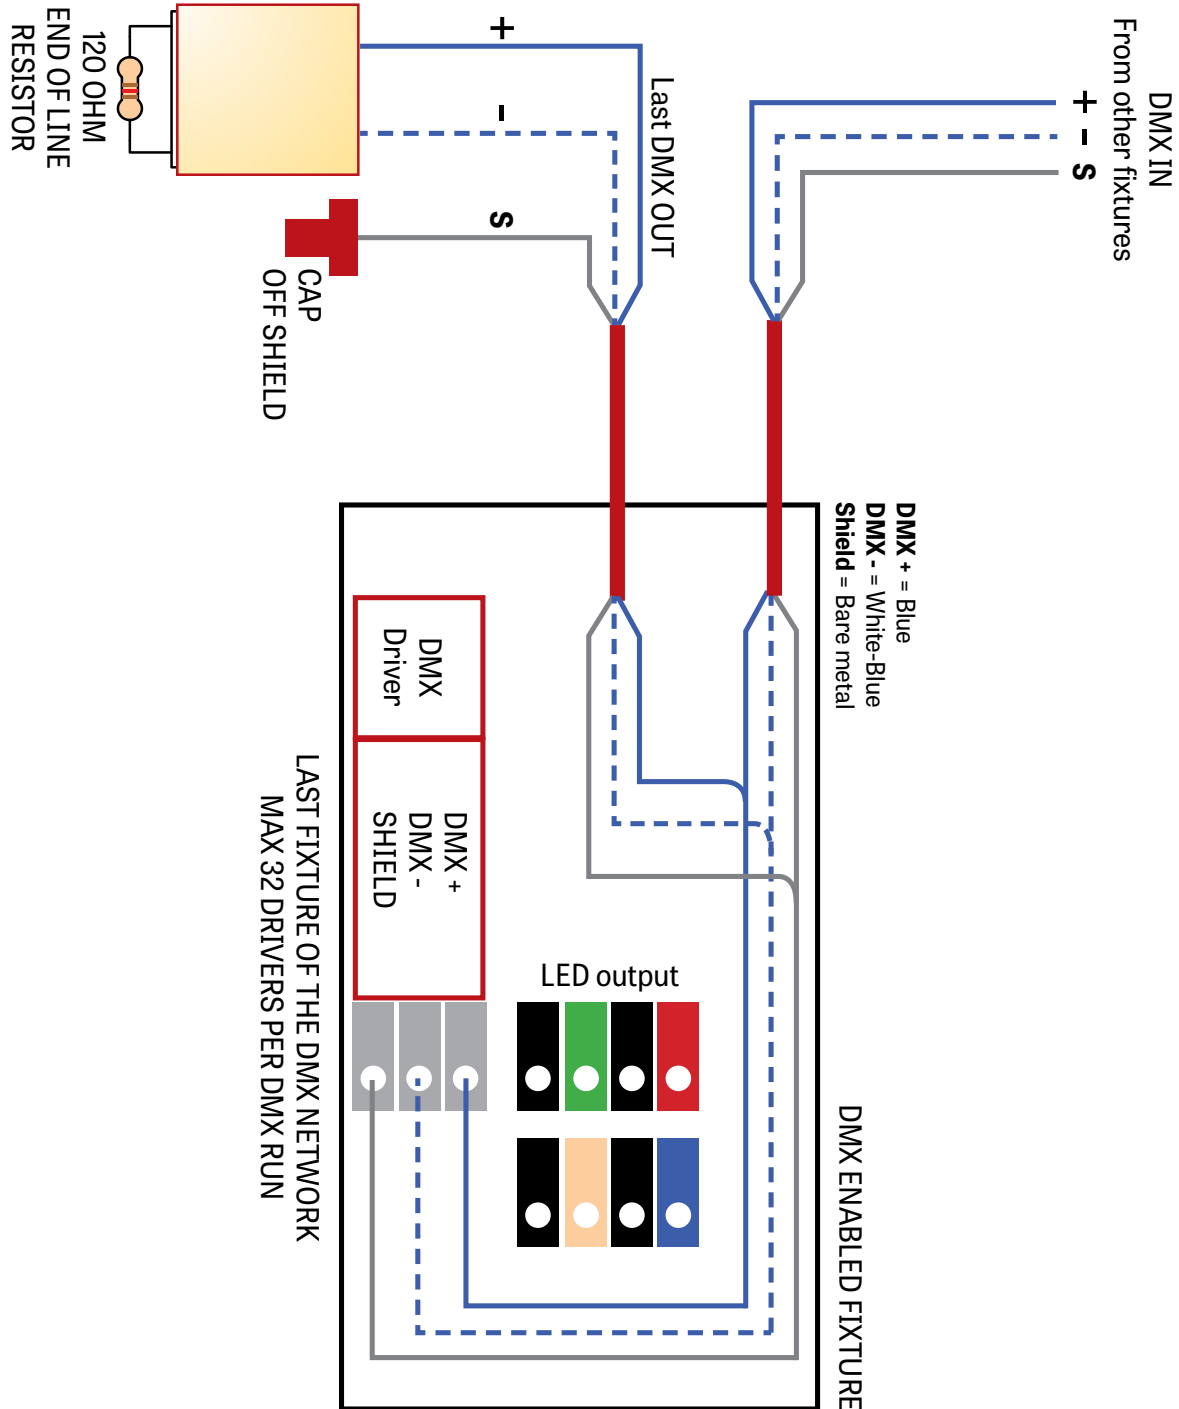 DMX IN
From other fixtures
+
-
s
Last DMX OUT
+
-
s
120 OHM
END OF LINE
RESISTOR
CAP
OFF SHIELD
DMX + = Blue
DMX - = White-Blue
Shield = Bare metal
DMX ENABLED FIXTURE
DMX
Driver
DMX +
DMX -
SHIELD
LED output
LAST FIXTURE OF THE DMX NETWORK
MAX 32 DRIVERS PER DMX RUN